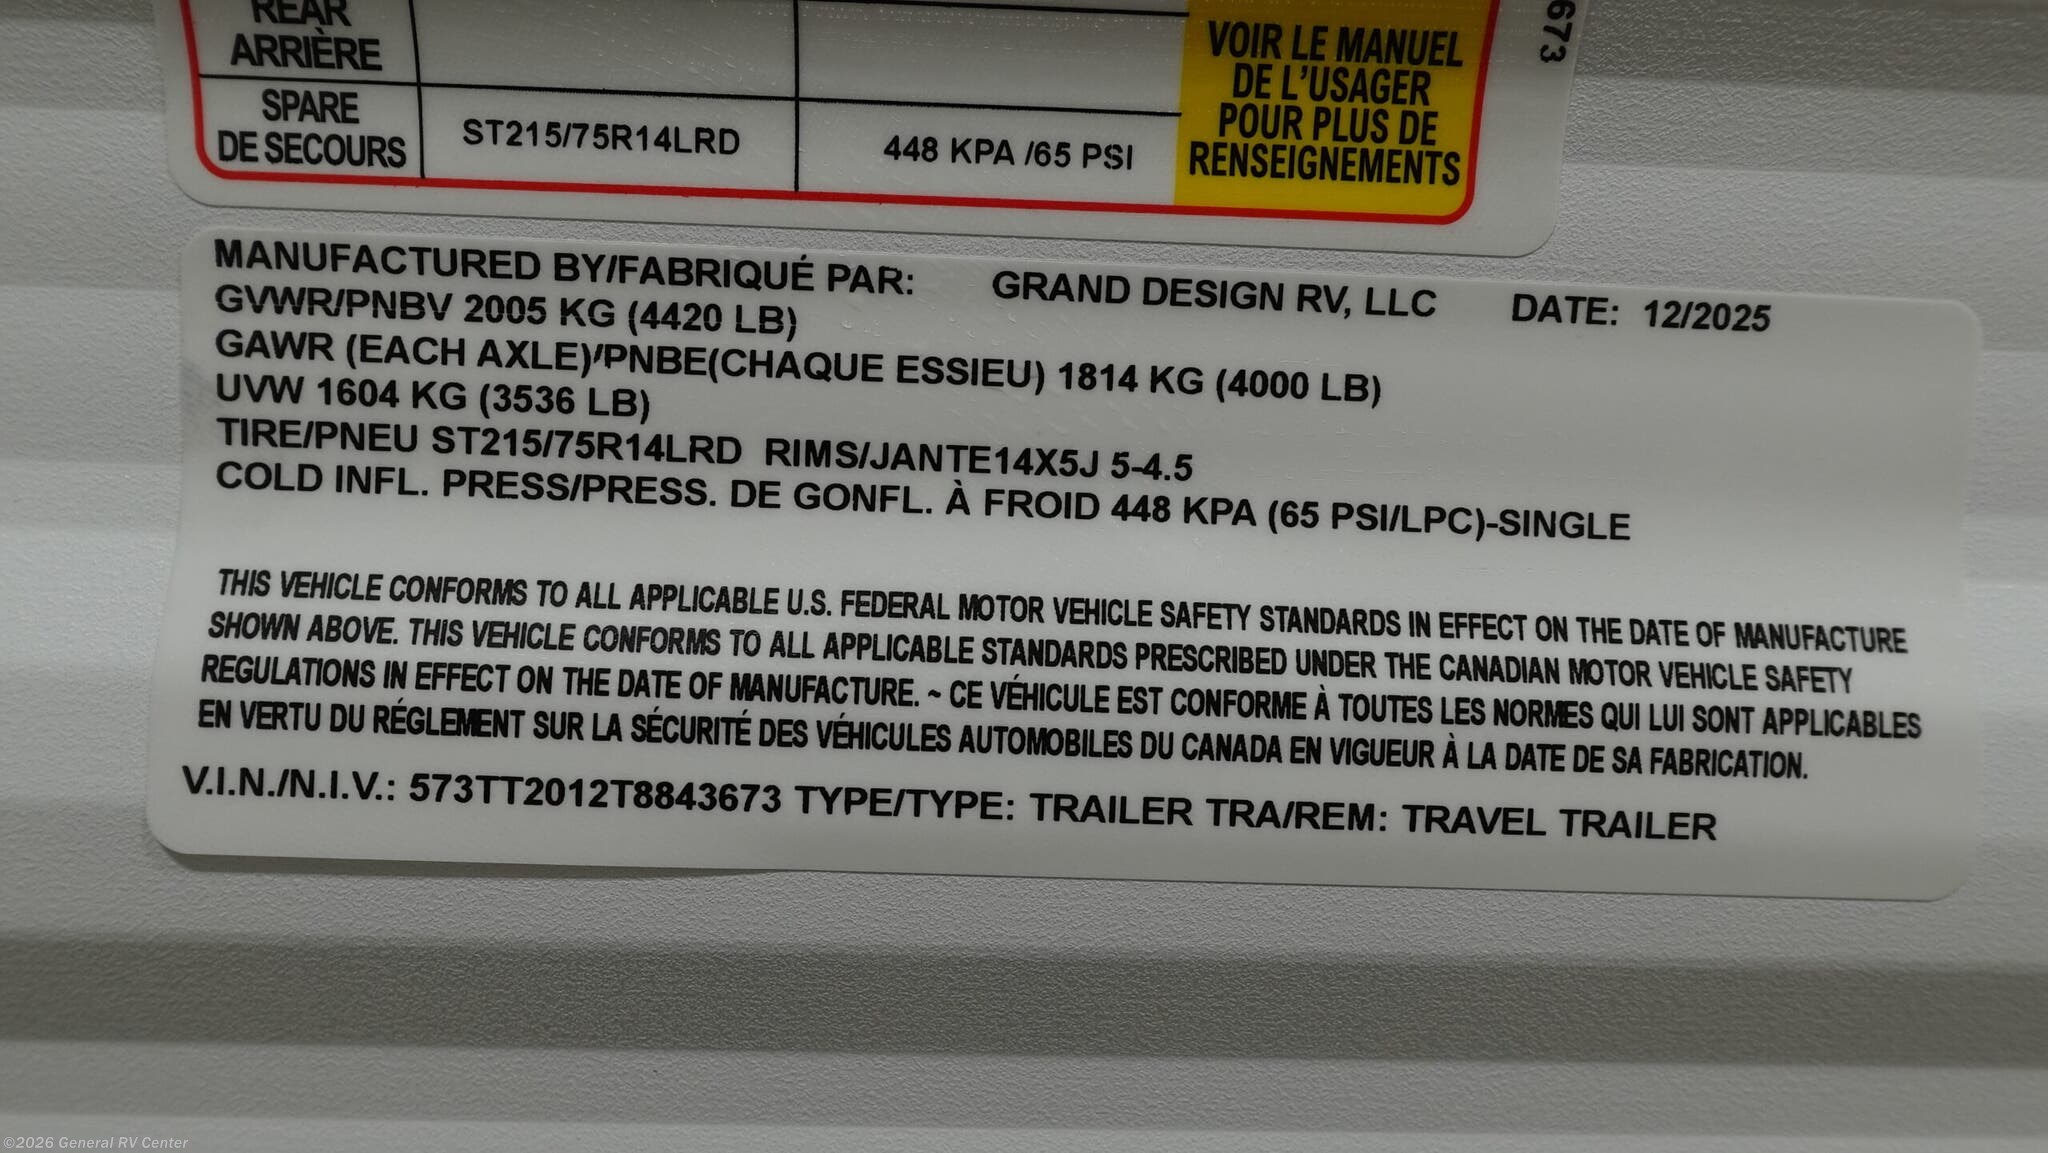 REAR
ARRIÈRE
SPARE
DE SECOURS
ST215/75R14LRD
448 KPA /65 PSI
VOIR LE MANUEL
DE L'USAGER
POUR PLUS DE
RENSEIGNEMENTS
673
MANUFACTURED BY/FABRIQUÉ PAR: GRAND DESIGN RV, LLC DATE: 12/2025
GVWR/PNBV 2005 KG (4420 LB)
GAWR (EACH AXLE)/PNBE(CHAQUE ESSIEU) 1814 KG (4000 LB)
UVW 1604 KG (3536 LB)
TIRE/PNEU ST215/75R14LRD RIMS/JANTE14X5J 5-4.5
COLD INFL. PRESS/PRESS. DE GONFL. À FROID 448 KPA (65 PSI/LPC)-SINGLE
THIS VEHICLE CONFORMS TO ALL APPLICABLE U.S. FEDERAL MOTOR VEHICLE SAFETY STANDARDS IN EFFECT ON THE DATE OF MANUFACTURE
SHOWN ABOVE. THIS VEHICLE CONFORMS TO ALL APPLICABLE STANDARDS PRESCRIBED UNDER THE CANADIAN MOTOR VEHICLE SAFETY
REGULATIONS IN EFFECT ON THE DATE OF MANUFACTURE. ~ CE VÉHICULE EST CONFORME À TOUTES LES NORMES QUI LUI SONT APPLICABLES
EN VERTU DU RÉGLEMENT SUR LA SÉCURITÉ DES VÉHICULES AUTOMOBILES DU CANADA EN VIGUEUR À LA DATE DE SA FABRICATION.
V.I.N./N.I.V.: 573TT2012T8843673 TYPE/TYPE: TRAILER TRA/REM: TRAVEL TRAILER
©2026 General RV Center